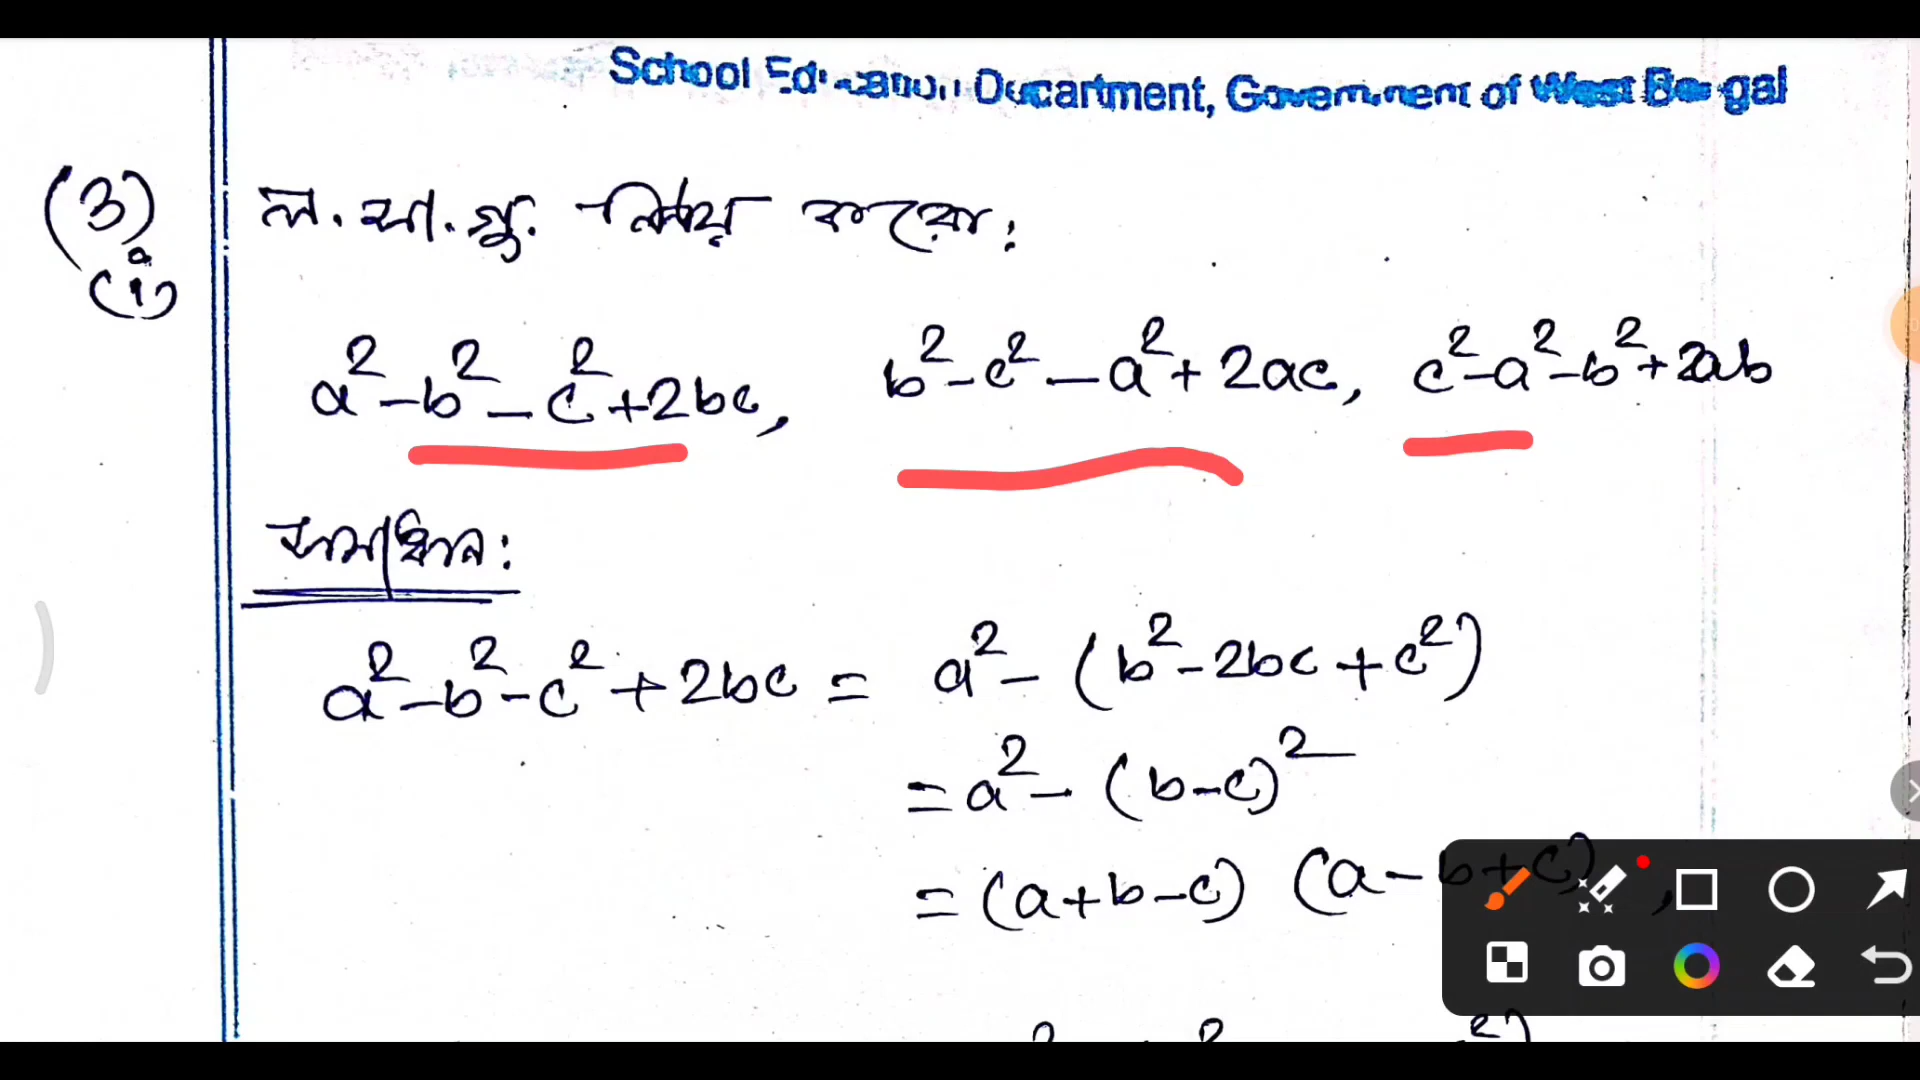 School Education Department, Government of West Bengal
(3)
(i)
ল.সা.গু. নির্ণয় করো:
a² - b² - c² + 2bc, b² - c² - a² + 2ac, c² - a² - b² + 2ab
সমাধান:
a² - b² - c² + 2bc = a² - (b² - 2bc + c²)
= a² - (b - c)²
= (a + b - c) (a - b + c),